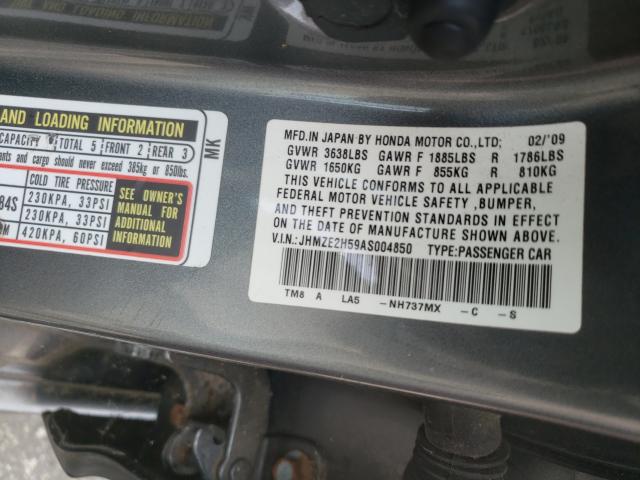 AND LOADING INFORMATION
CAPACITY TOTAL 5 FRONT 2 REAR 3
and cargo should never exceed 385kg or 850lbs.
COLD TIRE PRESSURE
84S 230KPA, 33PSI
230KPA, 33PSI
420KPA, 60PSI
SEE OWNER'S
MANUAL FOR
ADDITIONAL
INFORMATION
MK
MFD.IN JAPAN BY HONDA MOTOR CO.,LTD; 02/'09
GVWR 3638LBS GAWR F 1885LBS R 1786LBS
GVWR 1650KG GAWR F 855KG R 810KG
THIS VEHICLE CONFORMS TO ALL APPLICABLE
FEDERAL MOTOR VEHICLE SAFETY ,BUMPER,
AND THEFT PREVENTION STANDARDS IN EFFECT
ON THE DATE OF MANUFACTURE SHOWN ABOVE.
V.I.N.:JHMZE2H59AS004850 TYPE:PASSENGER CAR
TM8 A LA5 -NH737MX -C -S